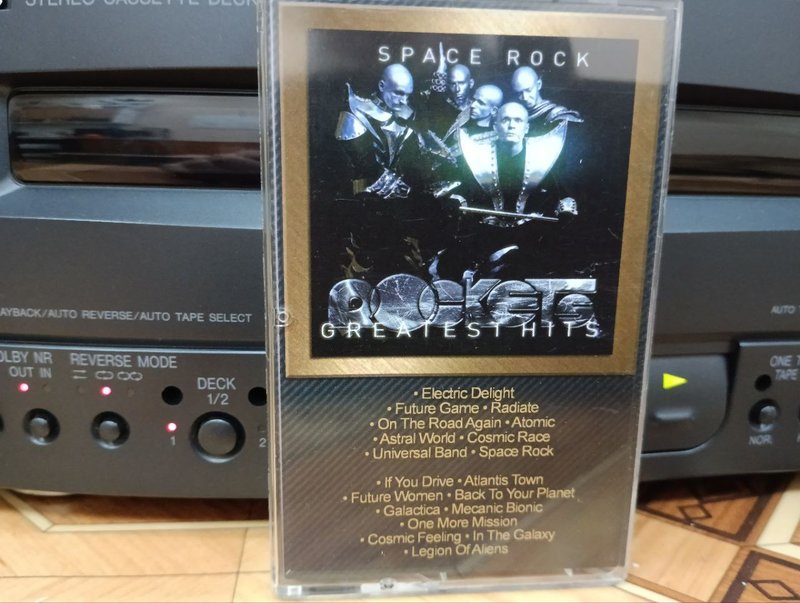 STEREO CASSETTE DECK
SPACE ROCK
ROCKETS
GREATEST HITS
• Electric Delight
• Future Game • Radiate
• On The Road Again • Atomic
• Astral World • Cosmic Race
• Universal Band • Space Rock
• If You Drive • Atlantis Town
• Future Women • Back To Your Planet
• Galactica • Mecanic Bionic
• One More Mission
• Cosmic Feeling • In The Galaxy
• Legion Of Aliens
AYBACK/AUTO REVERSE/AUTO TAPE SELECT
OLBY NR
OUT IN
REVERSE MODE
DECK
1/2
1
2
AUTO
ONE T
TAPE
NOR.